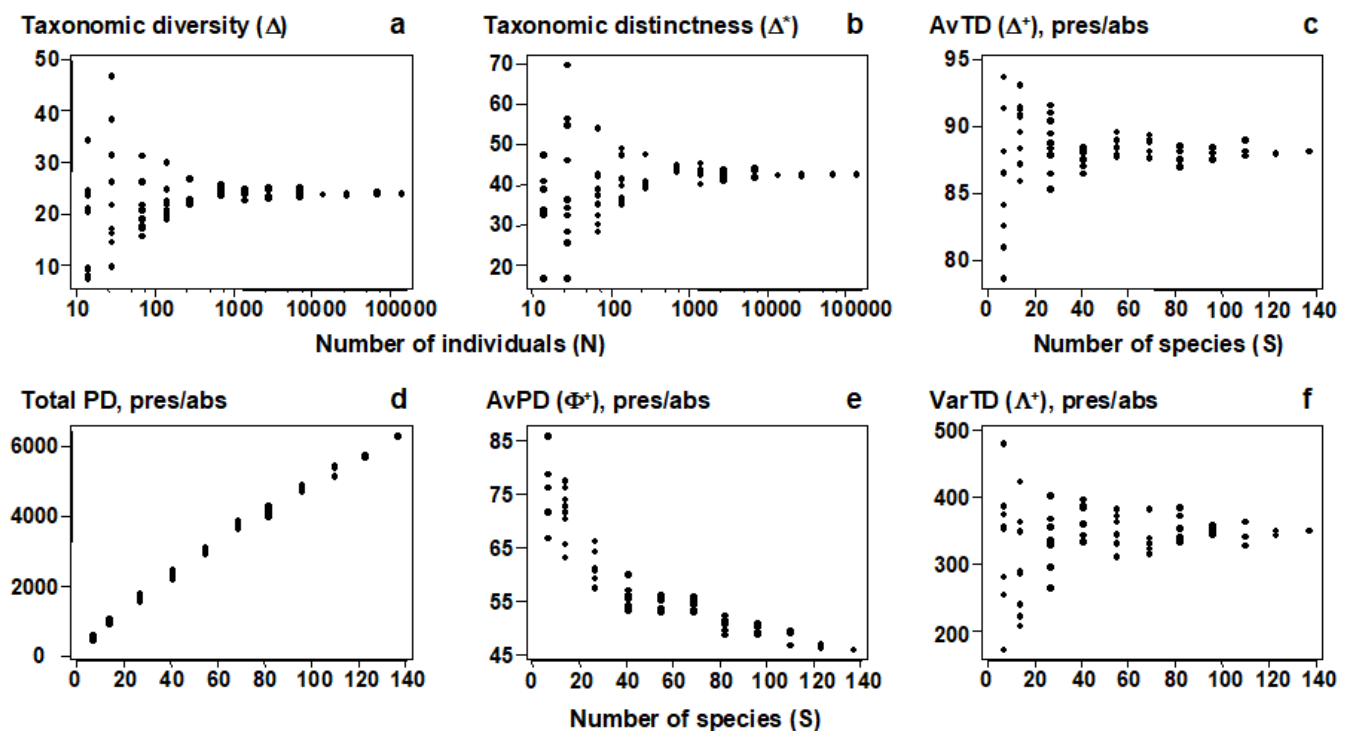 Taxonomic diversity (Δ) a
50
40
30
20
10
10 100 1000 10000 100000
Taxonomic distinctness (Δ*) b
70
60
50
40
30
20
10 100 1000 10000 100000
Number of individuals (N)
AvTD (Δ⁺), pres/abs c
95
90
85
80
0 20 40 60 80 100 120 140
Number of species (S)
Total PD, pres/abs d
6000
4000
2000
0
0 20 40 60 80 100 120 140
AvPD (Φ⁺), pres/abs e
85
75
65
55
45
0 20 40 60 80 100 120 140
Number of species (S)
VarTD (Λ⁺), pres/abs f
500
400
300
200
0 20 40 60 80 100 120 140